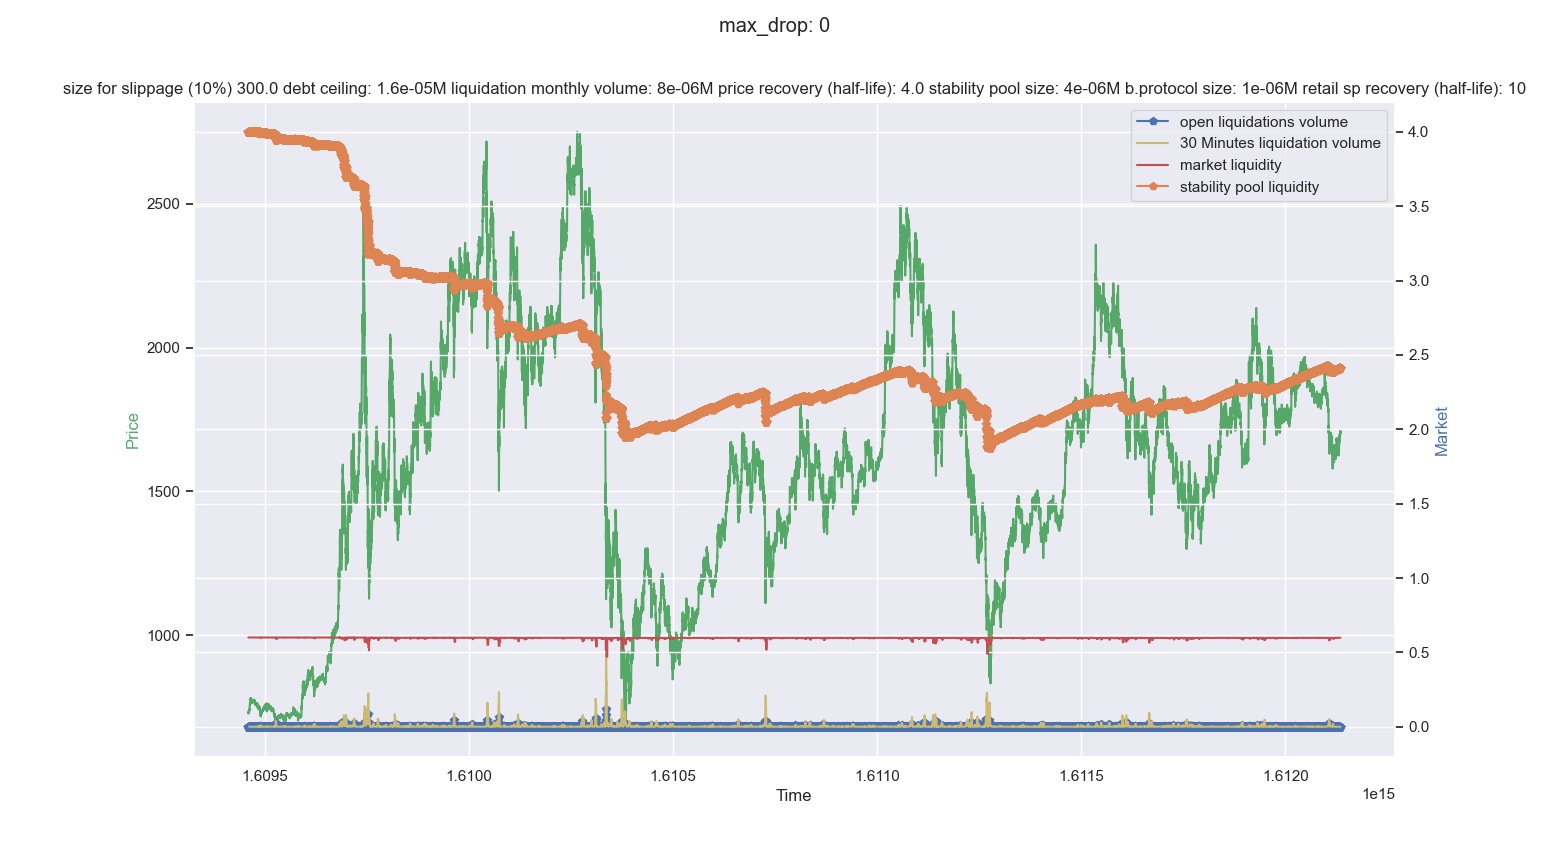 max_drop: 0
size for slippage (10%) 300.0 debt ceiling: 1.6e-05M liquidation monthly volume: 8e-06M price recovery (half-life): 4.0 stability pool size: 4e-06M b.protocol size: 1e-06M retail sp recovery (half-life): 10
open liquidations volume
30 Minutes liquidation volume
market liquidity
stability pool liquidity
2500
2000
1500
1000
Price
4.0
3.5
3.0
2.5
2.0
1.5
1.0
0.5
0.0
Market
1.6095 1.6100 1.6105 1.6110 1.6115 1.6120
Time
1e15